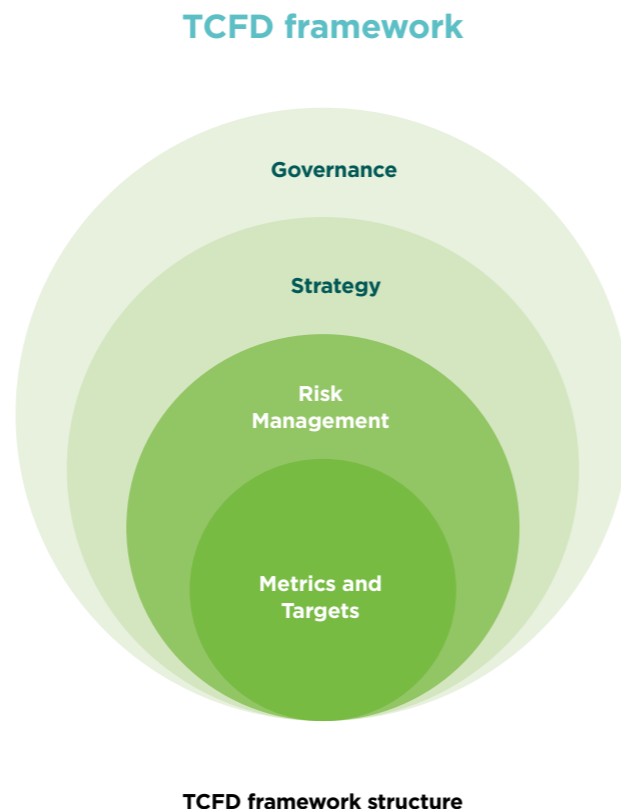 TCFD framework
Governance
Strategy
Risk
Management
Metrics and
Targets
TCFD framework structure